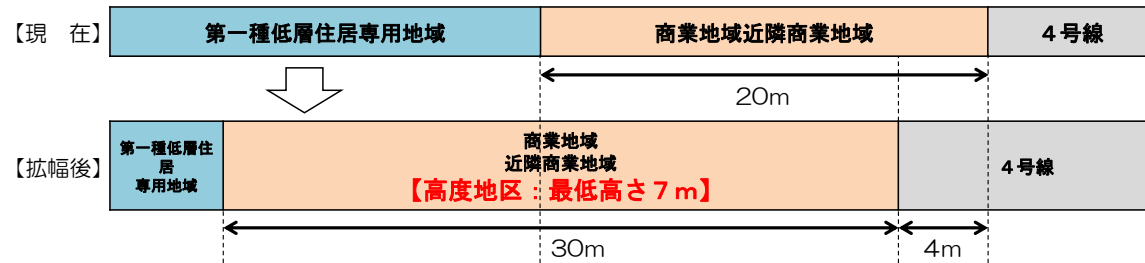 【現　在】
第一種低層住居専用地域
商業地域近隣商業地域
４号線
20m
【拡幅後】
第一種低層住
居
専用地域
商業地域
近隣商業地域
【高度地区：最低高さ７ｍ】
４号線
30m
4m